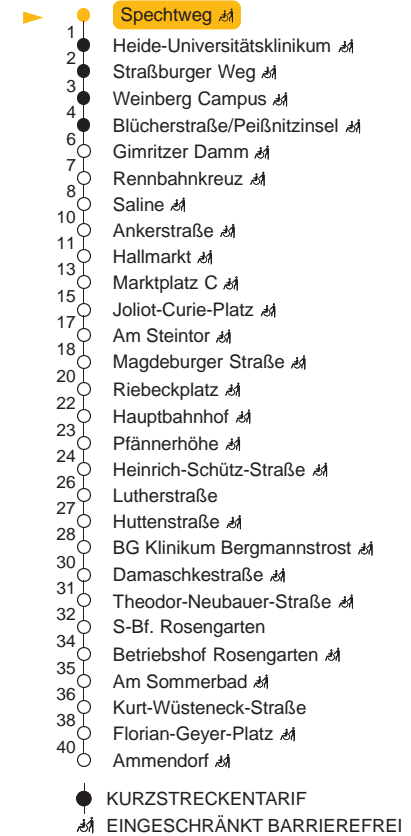 Spechtweg
1
Heide-Universitätsklinikum
2
Straßburger Weg
3
Weinberg Campus
4
Blücherstraße/Peißnitzinsel
6
Gimritzer Damm
7
Rennbahnkreuz
8
Saline
10
Ankerstraße
11
Hallmarkt
13
Marktplatz C
15
Joliot-Curie-Platz
17
Am Steintor
18
Magdeburger Straße
20
Riebeckplatz
22
Hauptbahnhof
23
Pfännerhöhe
24
Heinrich-Schütz-Straße
26
Lutherstraße
27
Huttenstraße
28
BG Klinikum Bergmannstrost
30
Damaschkestraße
31
Theodor-Neubauer-Straße
32
S-Bf. Rosengarten
34
Betriebshof Rosengarten
35
Am Sommerbad
36
Kurt-Wüsteneck-Straße
38
Florian-Geyer-Platz
40
Ammendorf
KURZSTRECKENTARIF
EINGESCHRÄNKT BARRIEREFREI